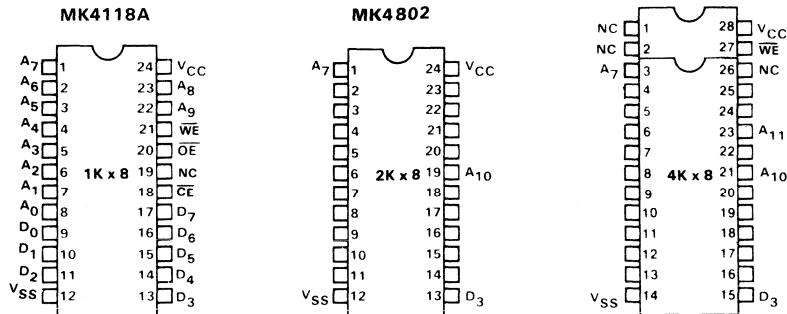 MK4118A
A7 1 24 VCC
A6 2 23 A8
A5 3 22 A9
A4 4 21 W̅E̅
A3 5 20 O̅E̅
A2 6 1K x 8 19 NC
A1 7 18 C̅E̅
A0 8 17 D7
D0 9 16 D6
D1 10 15 D5
D2 11 14 D4
VSS 12 13 D3
MK4802
A7 1 24 VCC
2 23
3 22
4 21
5 20
6 2K x 8 19 A10
7 18
8 17
9 16
10 15
11 14
VSS 12 13 D3
NC 1 28 VCC
NC 2 27 W̅E̅
A7 3 26 NC
4 25
5 24
6 23 A11
7 22
8 4K x 8 21 A10
9 20
10 19
11 18
12 17
13 16
VSS 14 15 D3